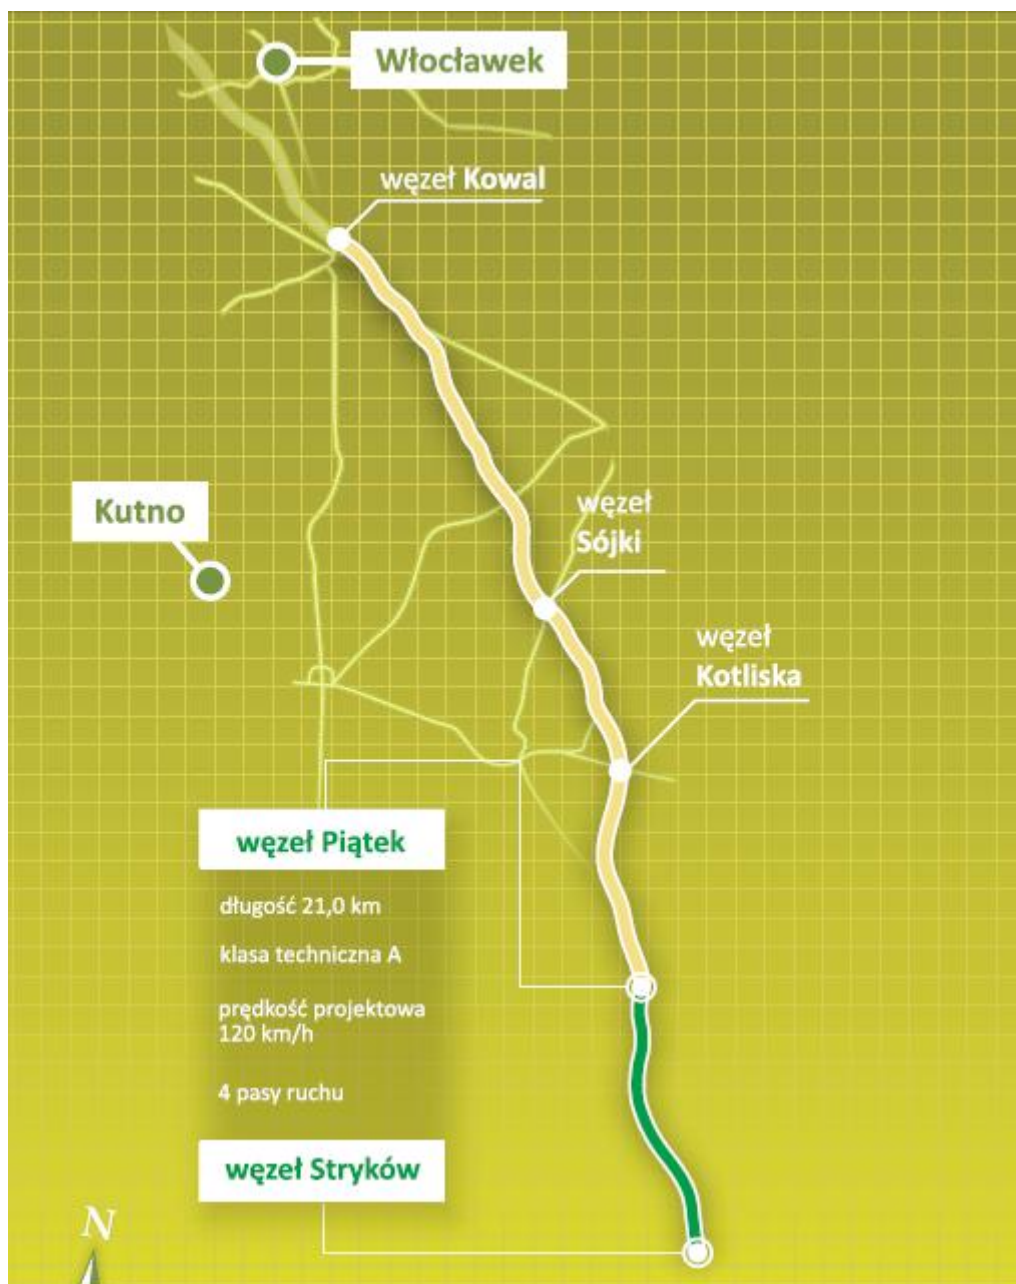 Włocławek
węzeł Kowal
Kutno
węzeł
Sójki
węzeł
Kotliska
węzeł Piątek
długość 21,0 km
klasa techniczna A
prędkość projektowa
120 km/h
4 pasy ruchu
węzeł Stryków
N